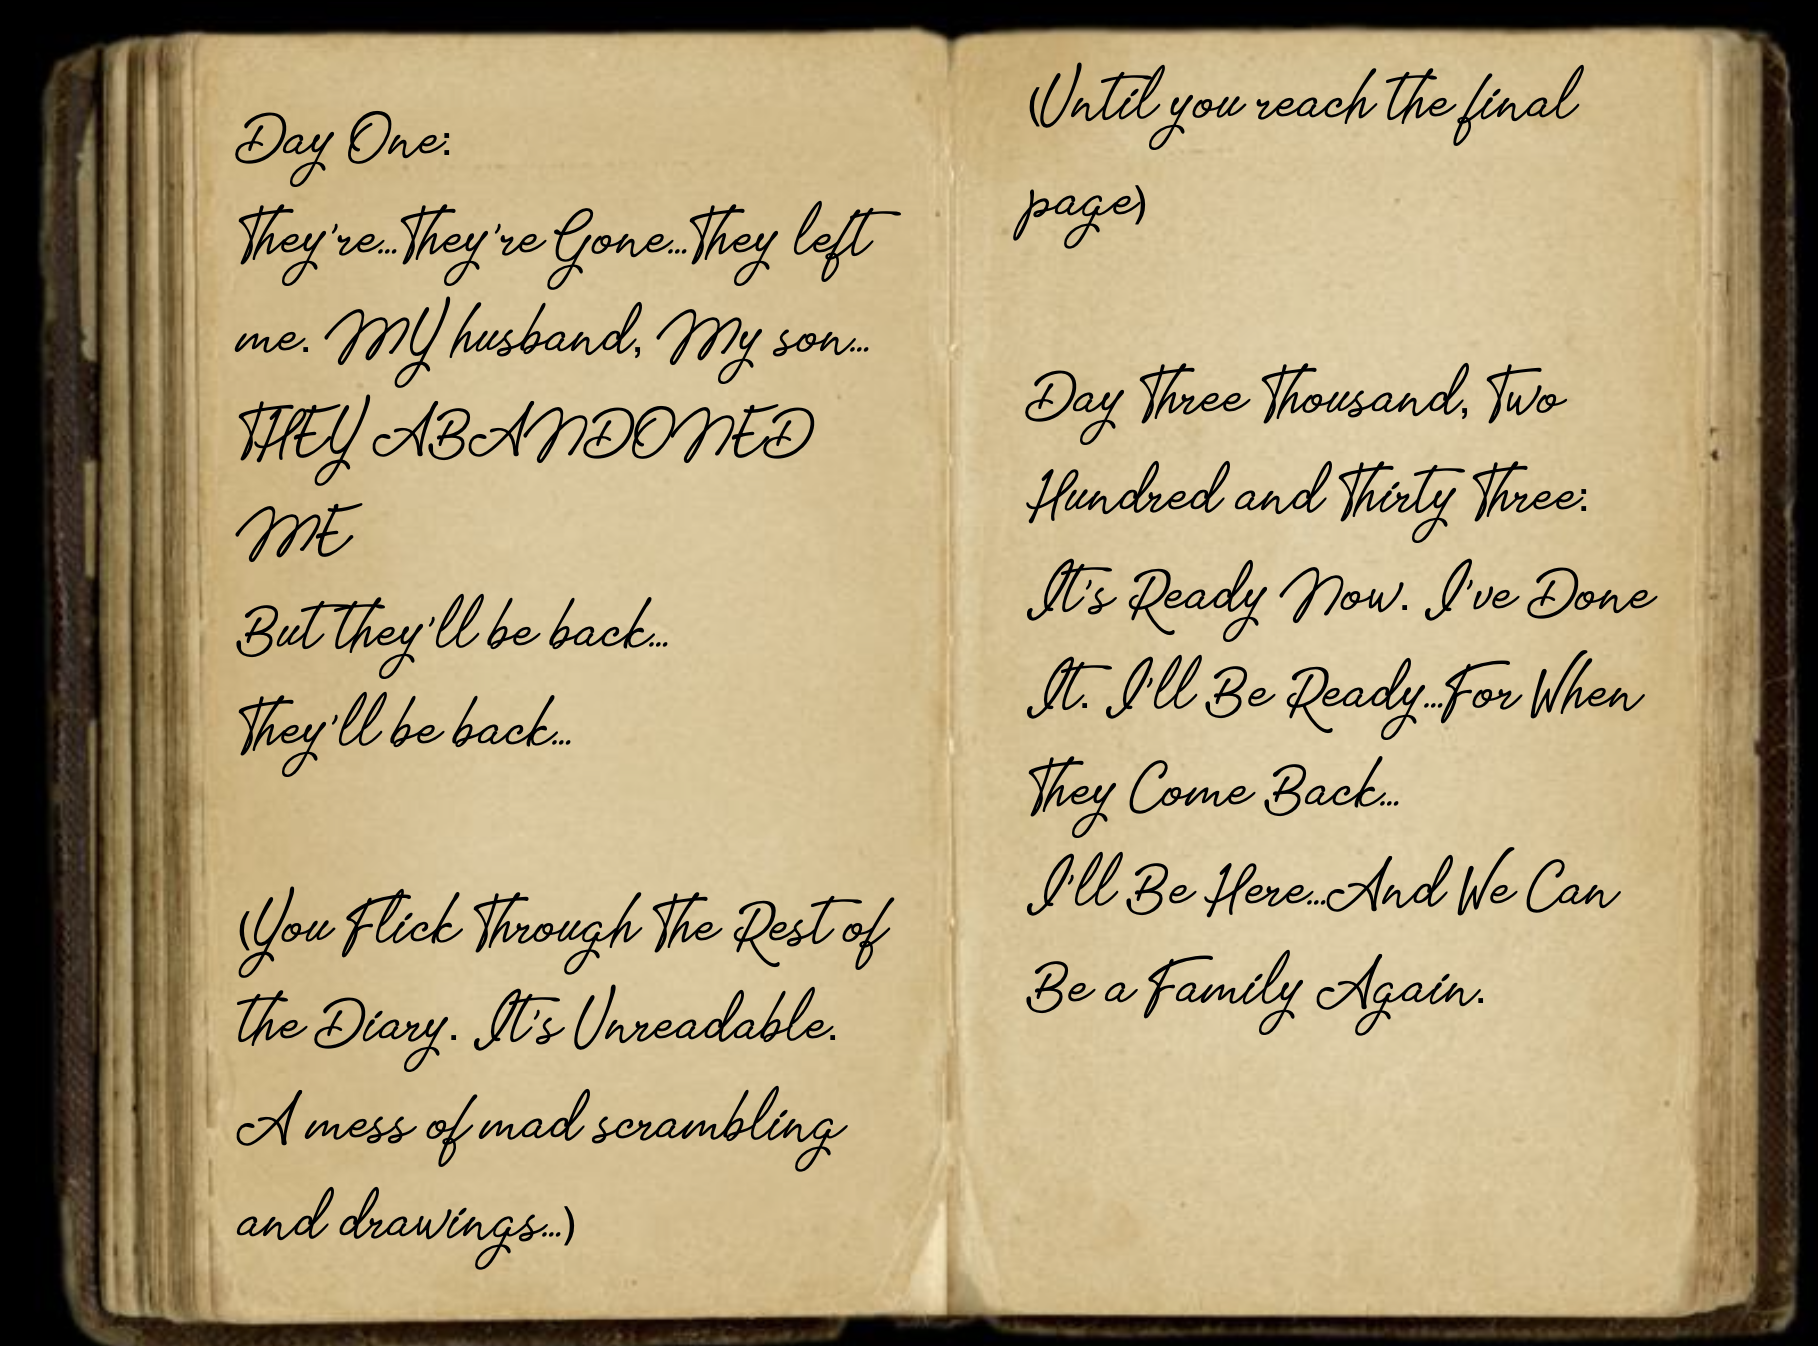 Day One:
They're...They're Gone...They left
me. MY husband, My son...
THEY ABANDONED
ME
But they'll be back...
They'll be back...
(You Flick Through The Rest of
the Diary. It's Unreadable.
A mess of mad scrambling
and drawings...)
(Until you reach the final
page)
Day Three Thousand, Two
Hundred and Thirty Three:
It's Ready Now. I've Done
It. I'll Be Ready...For When
They Come Back...
I'll Be Here...And We Can
Be a Family Again.